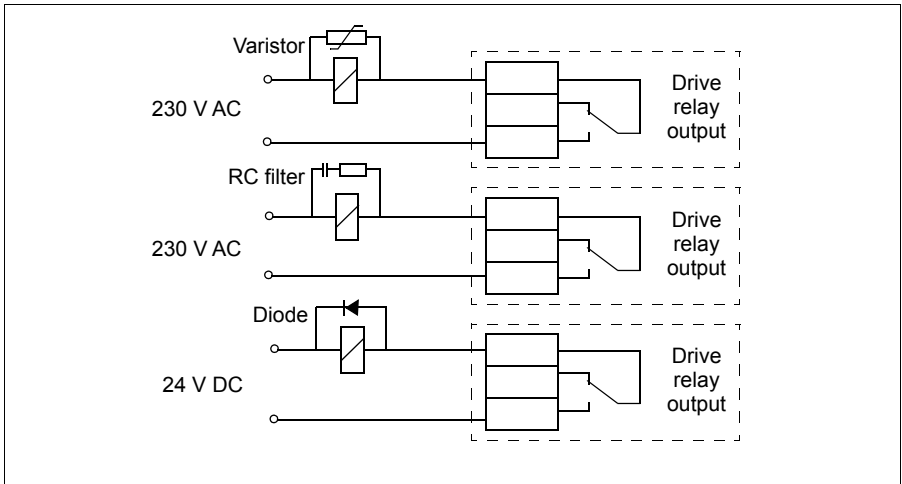 Varistor
230 V AC
Drive
relay
output
RC filter
230 V AC
Drive
relay
output
Diode
24 V DC
Drive
relay
output